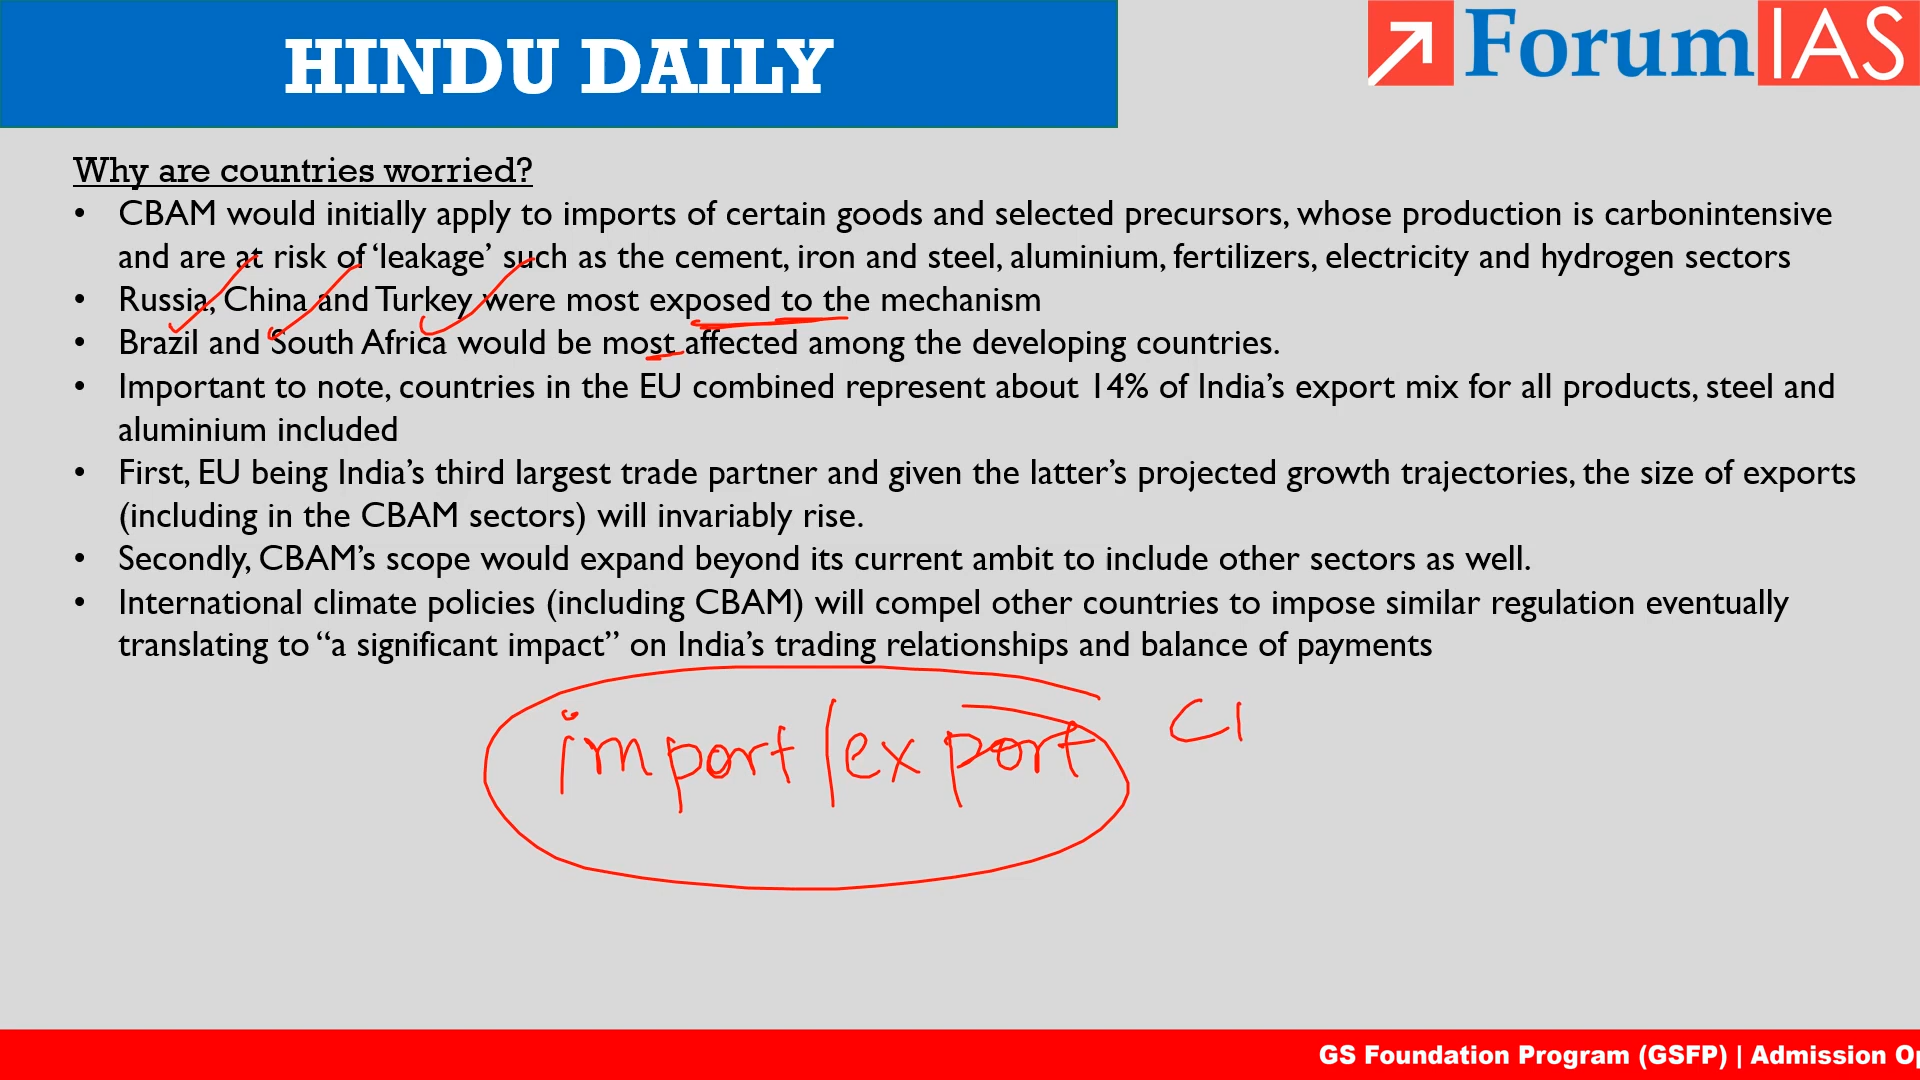 HINDU DAILY
Forum IAS
Why are countries worried?
• CBAM would initially apply to imports of certain goods and selected precursors, whose production is carbonintensive
and are at risk of ‘leakage’ such as the cement, iron and steel, aluminium, fertilizers, electricity and hydrogen sectors
• Russia, China and Turkey were most exposed to the mechanism
• Brazil and South Africa would be most affected among the developing countries.
• Important to note, countries in the EU combined represent about 14% of India’s export mix for all products, steel and
aluminium included
• First, EU being India’s third largest trade partner and given the latter’s projected growth trajectories, the size of exports
(including in the CBAM sectors) will invariably rise.
• Secondly, CBAM’s scope would expand beyond its current ambit to include other sectors as well.
• International climate policies (including CBAM) will compel other countries to impose similar regulation eventually
translating to “a significant impact” on India’s trading relationships and balance of payments
import/export
GS Foundation Program (GSFP) | Admission Op